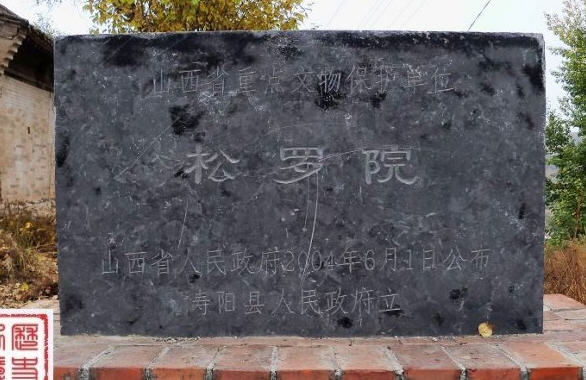 山西省重点文物保护单位
松罗院
山西省人民政府2004年6月1日公布
寿阳县人民政府立